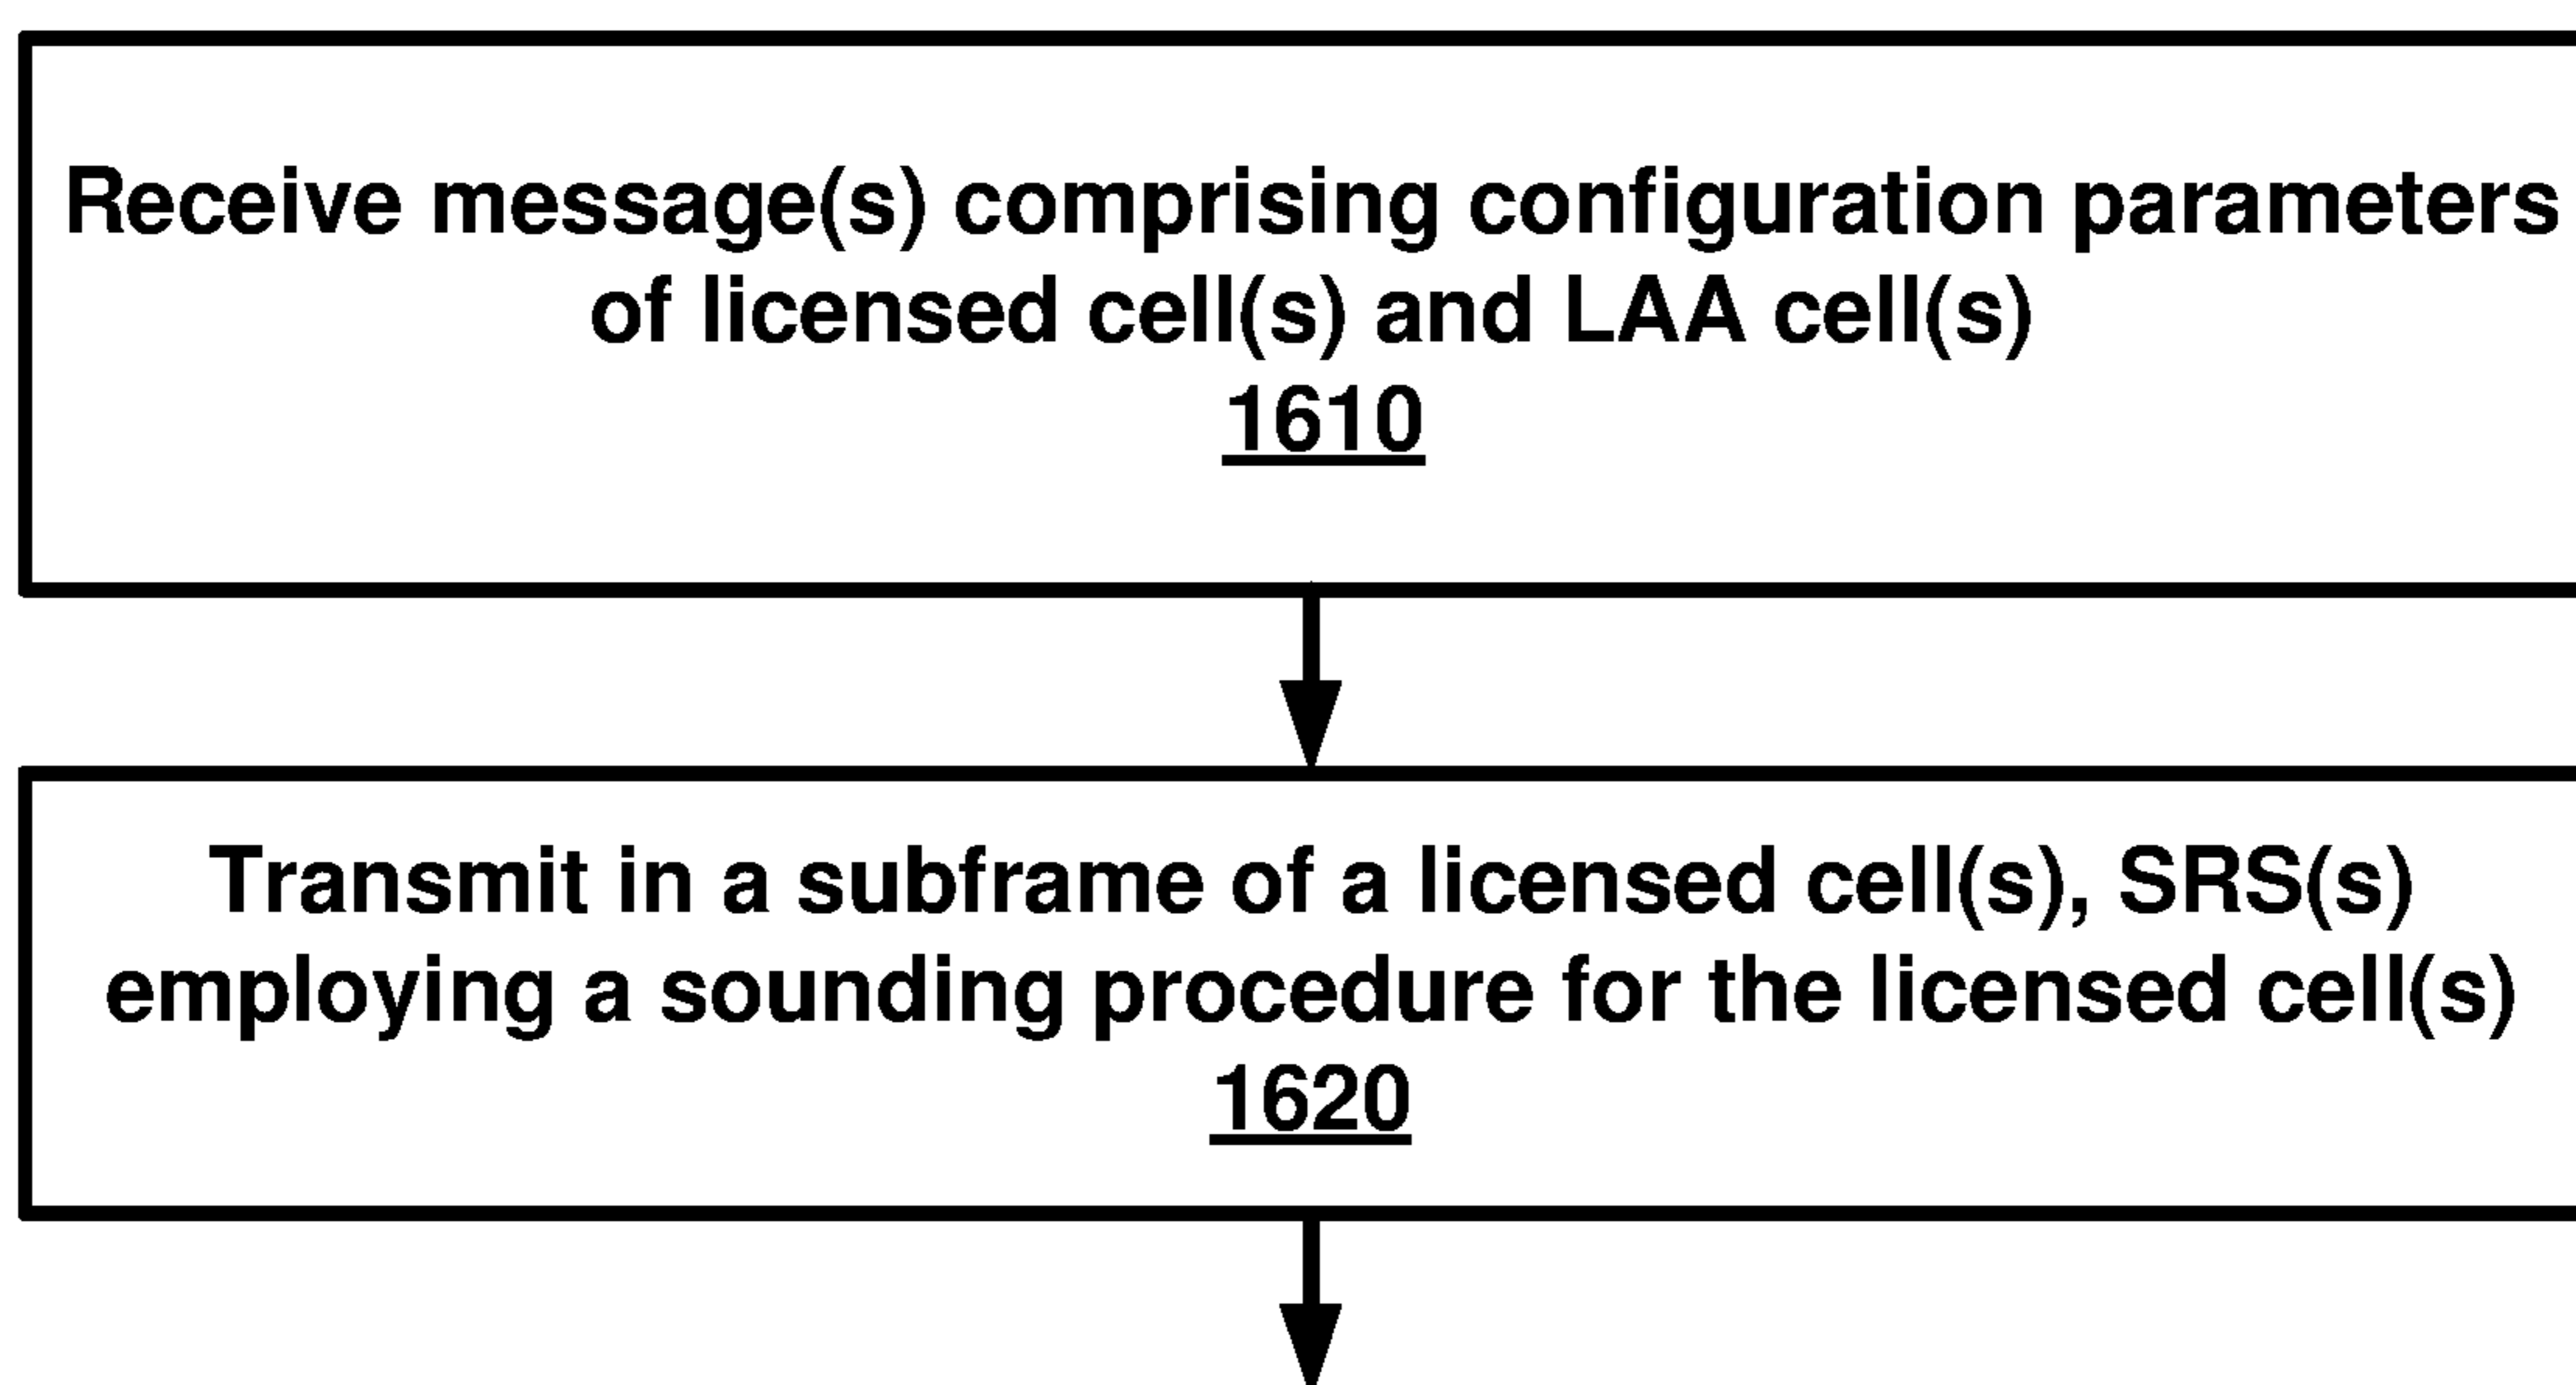 Receive message(s) comprising configuration parameters
of licensed cell(s) and LAA cell(s)
1610
Transmit in a subframe of a licensed cell(s), SRS(s)
employing a sounding procedure for the licensed cell(s)
1620